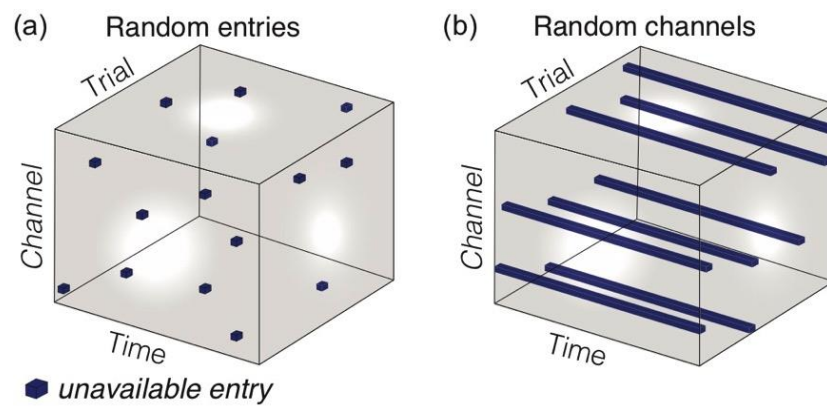 (a) Random entries
Trial
Channel
Time
unavailable entry
(b) Random channels
Trial
Channel
Time